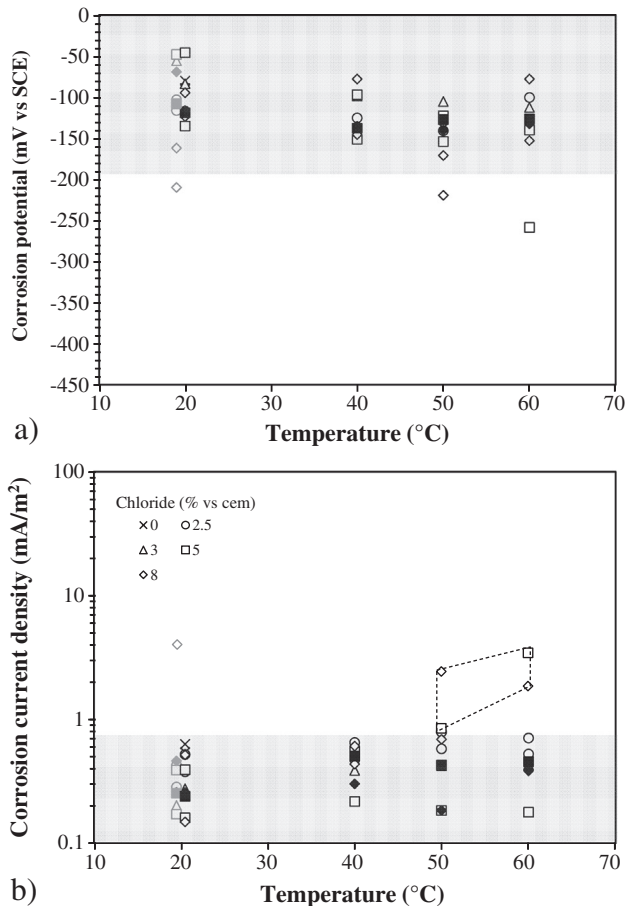 0
-50
-100
-150
-200
-250
-300
-350
-400
-450
Corrosion potential (mV vs SCE)
10 20 30 40 50 60 70
Temperature (°C)
a)
100
10
1
0.1
Corrosion current density (mA/m²)
Chloride (% vs cem)
0 2.5
3 5
8
10 20 30 40 50 60 70
Temperature (°C)
b)